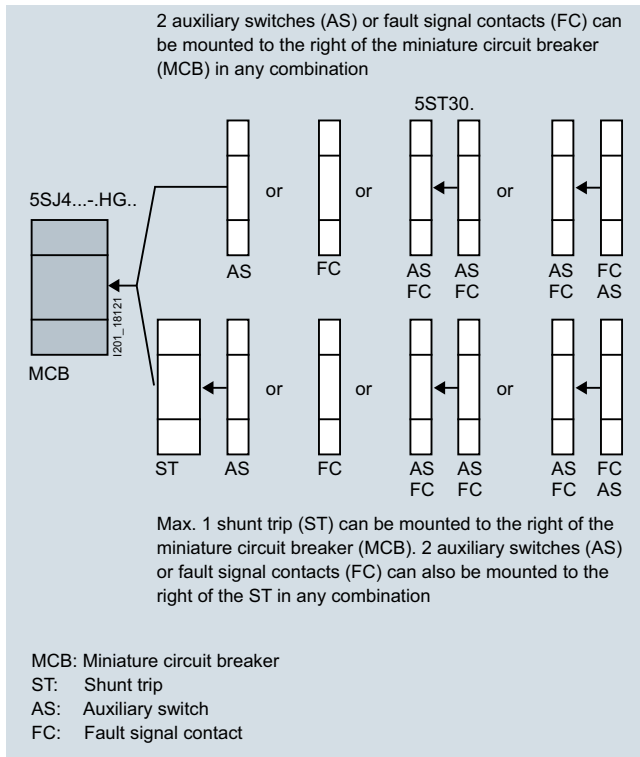 2 auxiliary switches (AS) or fault signal contacts (FC) can
be mounted to the right of the miniature circuit breaker
(MCB) in any combination
5ST30.
5SJ4...-.HG..
or or or
AS FC AS AS AS FC
FC FC FC AS
I201_18121
MCB
or or or
ST AS FC AS AS AS FC
FC FC FC AS
Max. 1 shunt trip (ST) can be mounted to the right of the
miniature circuit breaker (MCB). 2 auxiliary switches (AS)
or fault signal contacts (FC) can also be mounted to the
right of the ST in any combination
MCB: Miniature circuit breaker
ST: Shunt trip
AS: Auxiliary switch
FC: Fault signal contact